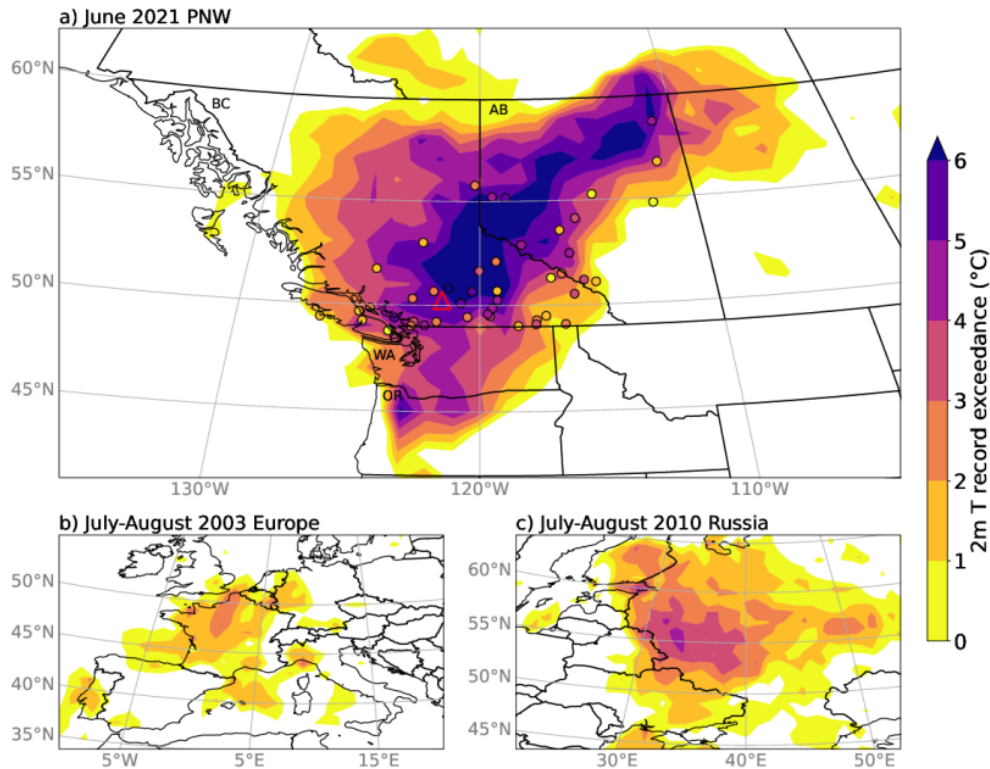 a) June 2021 PNW
60°N
55°N
50°N
45°N
BC
AB
WA
OR
130°W
120°W
110°W
6
5
4
3
2
1
0
2m T record exceedance (°C)
b) July-August 2003 Europe
50°N
45°N
40°N
35°N
5°W
5°E
15°E
c) July-August 2010 Russia
60°N
55°N
50°N
45°N
30°E
40°E
50°E